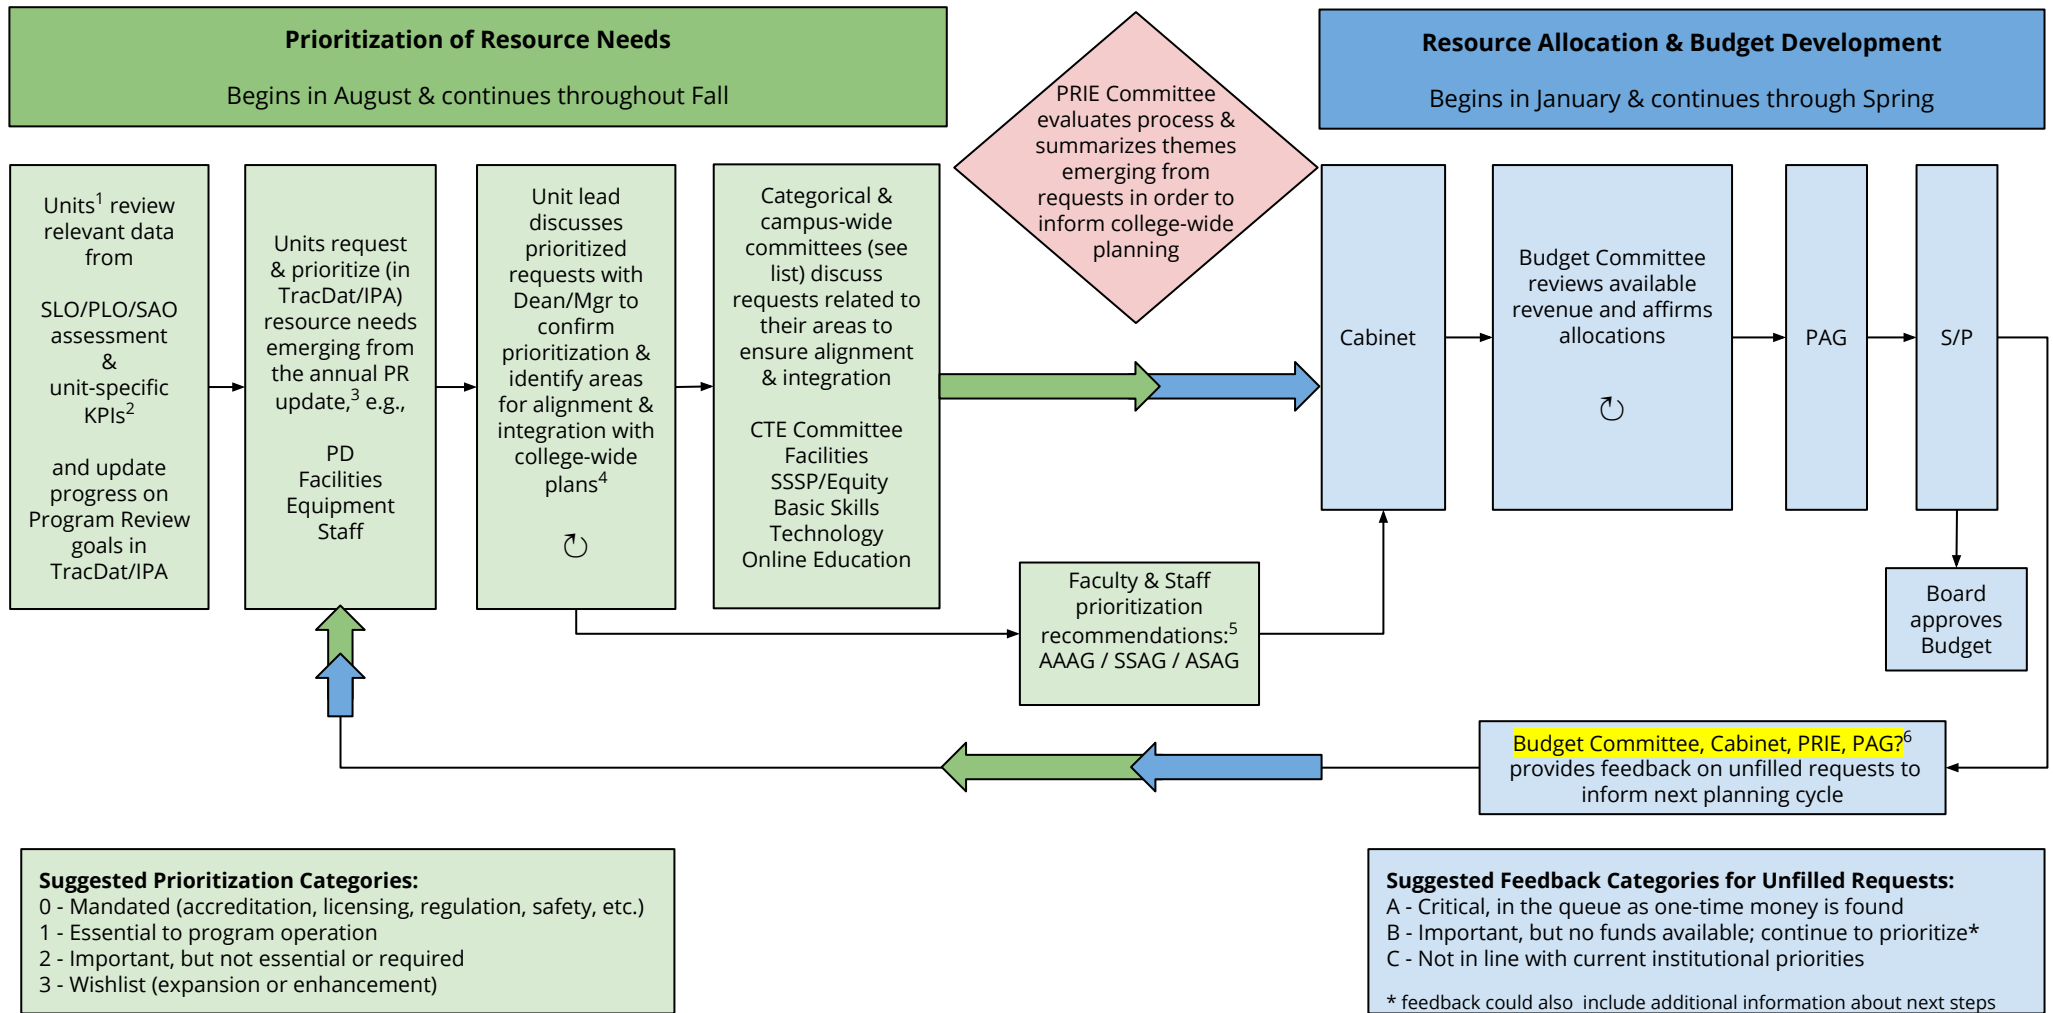 Prioritization of Resource Needs
Begins in August & continues throughout Fall
PRIE Committee
evaluates process &
summarizes themes
emerging from
requests in order to
inform college-wide
planning
Resource Allocation & Budget Development
Begins in January & continues through Spring
Units1 review
relevant data
from
SLO/PLO/SAO
assessment
&
unit-specific
KPIs2
and update
progress on
Program Review
goals in
TracDat/IPA
Units request
& prioritize (in
TracDat/IPA)
resource needs
emerging from
the annual PR
update,3 e.g.,
PD
Facilities
Equipment
Staff
Unit lead
discusses
prioritized
requests with
Dean/Mgr to
confirm
prioritization &
identify areas
for alignment &
integration with
college-wide
plans4
↻
Categorical &
campus-wide
committees (see
list) discuss
requests related to
their areas to
ensure alignment
& integration
CTE Committee
Facilities
SSSP/Equity
Basic Skills
Technology
Online Education
Cabinet
Budget Committee
reviews available
revenue and affirms
allocations
↻
PAG
S/P
Faculty & Staff
prioritization
recommendations:5
AAAG / SSAG / ASAG
Board
approves
Budget
Budget Committee, Cabinet, PRIE, PAG?6
provides feedback on unfilled requests to
inform next planning cycle
Suggested Prioritization Categories:
0 - Mandated (accreditation, licensing, regulation, safety, etc.)
1 - Essential to program operation
2 - Important, but not essential or required
3 - Wishlist (expansion or enhancement)
Suggested Feedback Categories for Unfilled Requests:
A - Critical, in the queue as one-time money is found
B - Important, but no funds available; continue to prioritize*
C - Not in line with current institutional priorities
* feedback could also  include additional information about next steps